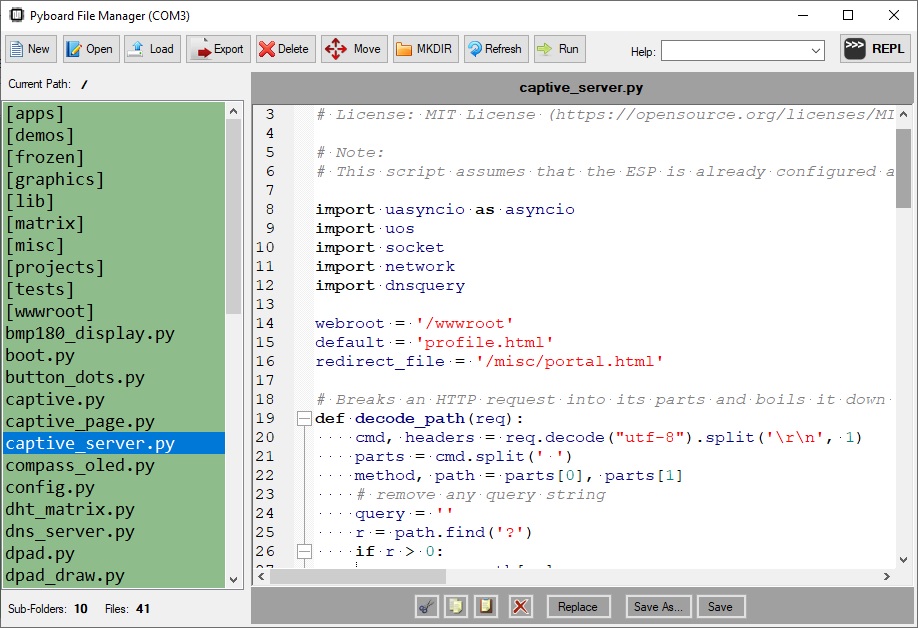 Pyboard File Manager (COM3)
New Open Load Export Delete Move MKDIR Refresh Run Help: REPL
Current Path: /
captive_server.py
[apps]
[demos]
[frozen]
[graphics]
[lib]
[matrix]
[misc]
[projects]
[tests]
[wwwroot]
bmp180_display.py
boot.py
button_dots.py
captive.py
captive_page.py
captive_server.py
compass_oled.py
config.py
dht_matrix.py
dns_server.py
dpad.py
dpad_draw.py
3 # License: MIT License (https://opensource.org/licenses/MI
4
5 # Note:
6 # This script assumes that the ESP is already configured a
7
8 import uasyncio as asyncio
9 import uos
10 import socket
11 import network
12 import dnsquery
13
14 webroot = '/wwwroot'
15 default = 'profile.html'
16 redirect_file = '/misc/portal.html'
17
18 # Breaks an HTTP request into its parts and boils it down
19 def decode_path(req):
20 cmd, headers = req.decode("utf-8").split('\r\n', 1)
21 parts = cmd.split(' ')
22 method, path = parts[0], parts[1]
23 # remove any query string
24 query = ''
25 r = path.find('?')
26 if r > 0:
Sub-Folders: 10 Files: 41
Replace Save As... Save